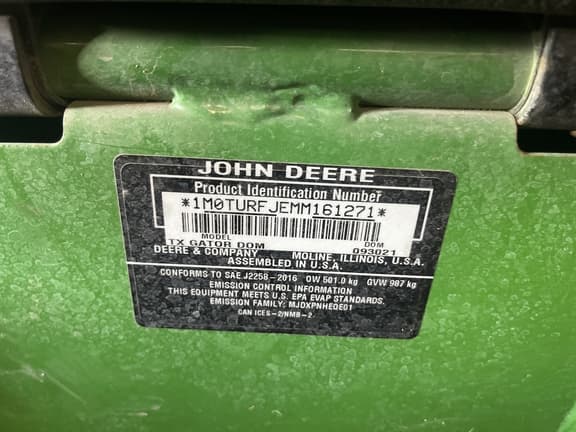 JOHN DEERE
Product Identification Number
*1M0TURFJEMM161271*
MODEL DOM
TX GATOR DOM 093021
DEERE & COMPANY MOLINE, ILLINOIS, U.S.A.
ASSEMBLED IN U.S.A.
CONFORMS TO SAE J2258-2016 OW 501.0 kg GVW 987 kg
EMISSION CONTROL INFORMATION
THIS EQUIPMENT MEETS U.S. EPA EVAP STANDARDS.
EMISSION FAMILY: MJDXPNHEOE01
CAN ICES-2/NMB-2